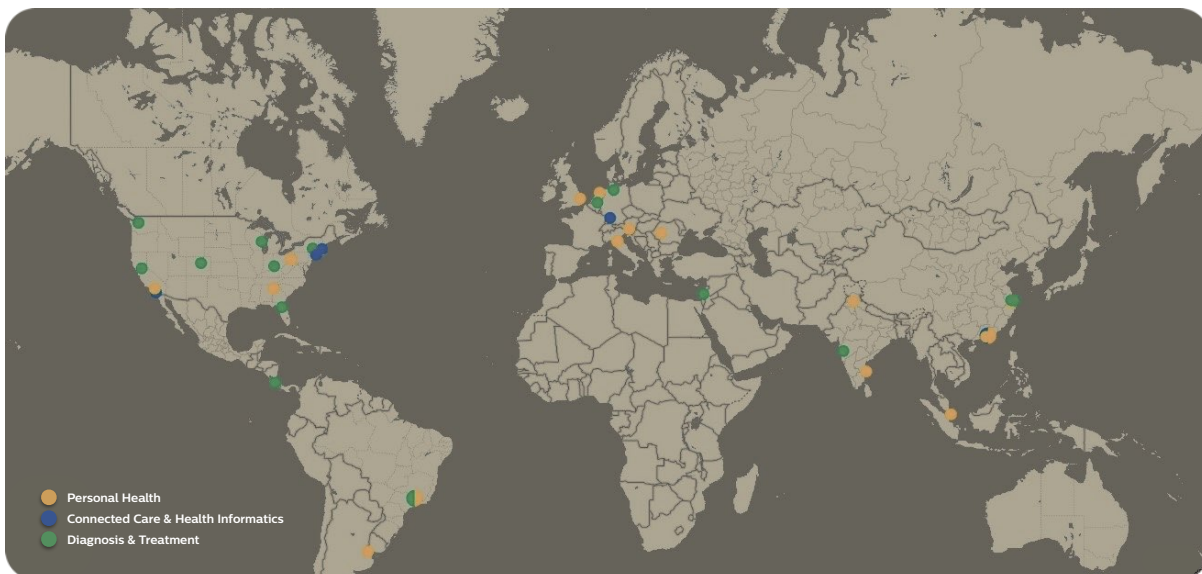 Personal Health
Connected Care & Health Informatics
Diagnosis & Treatment